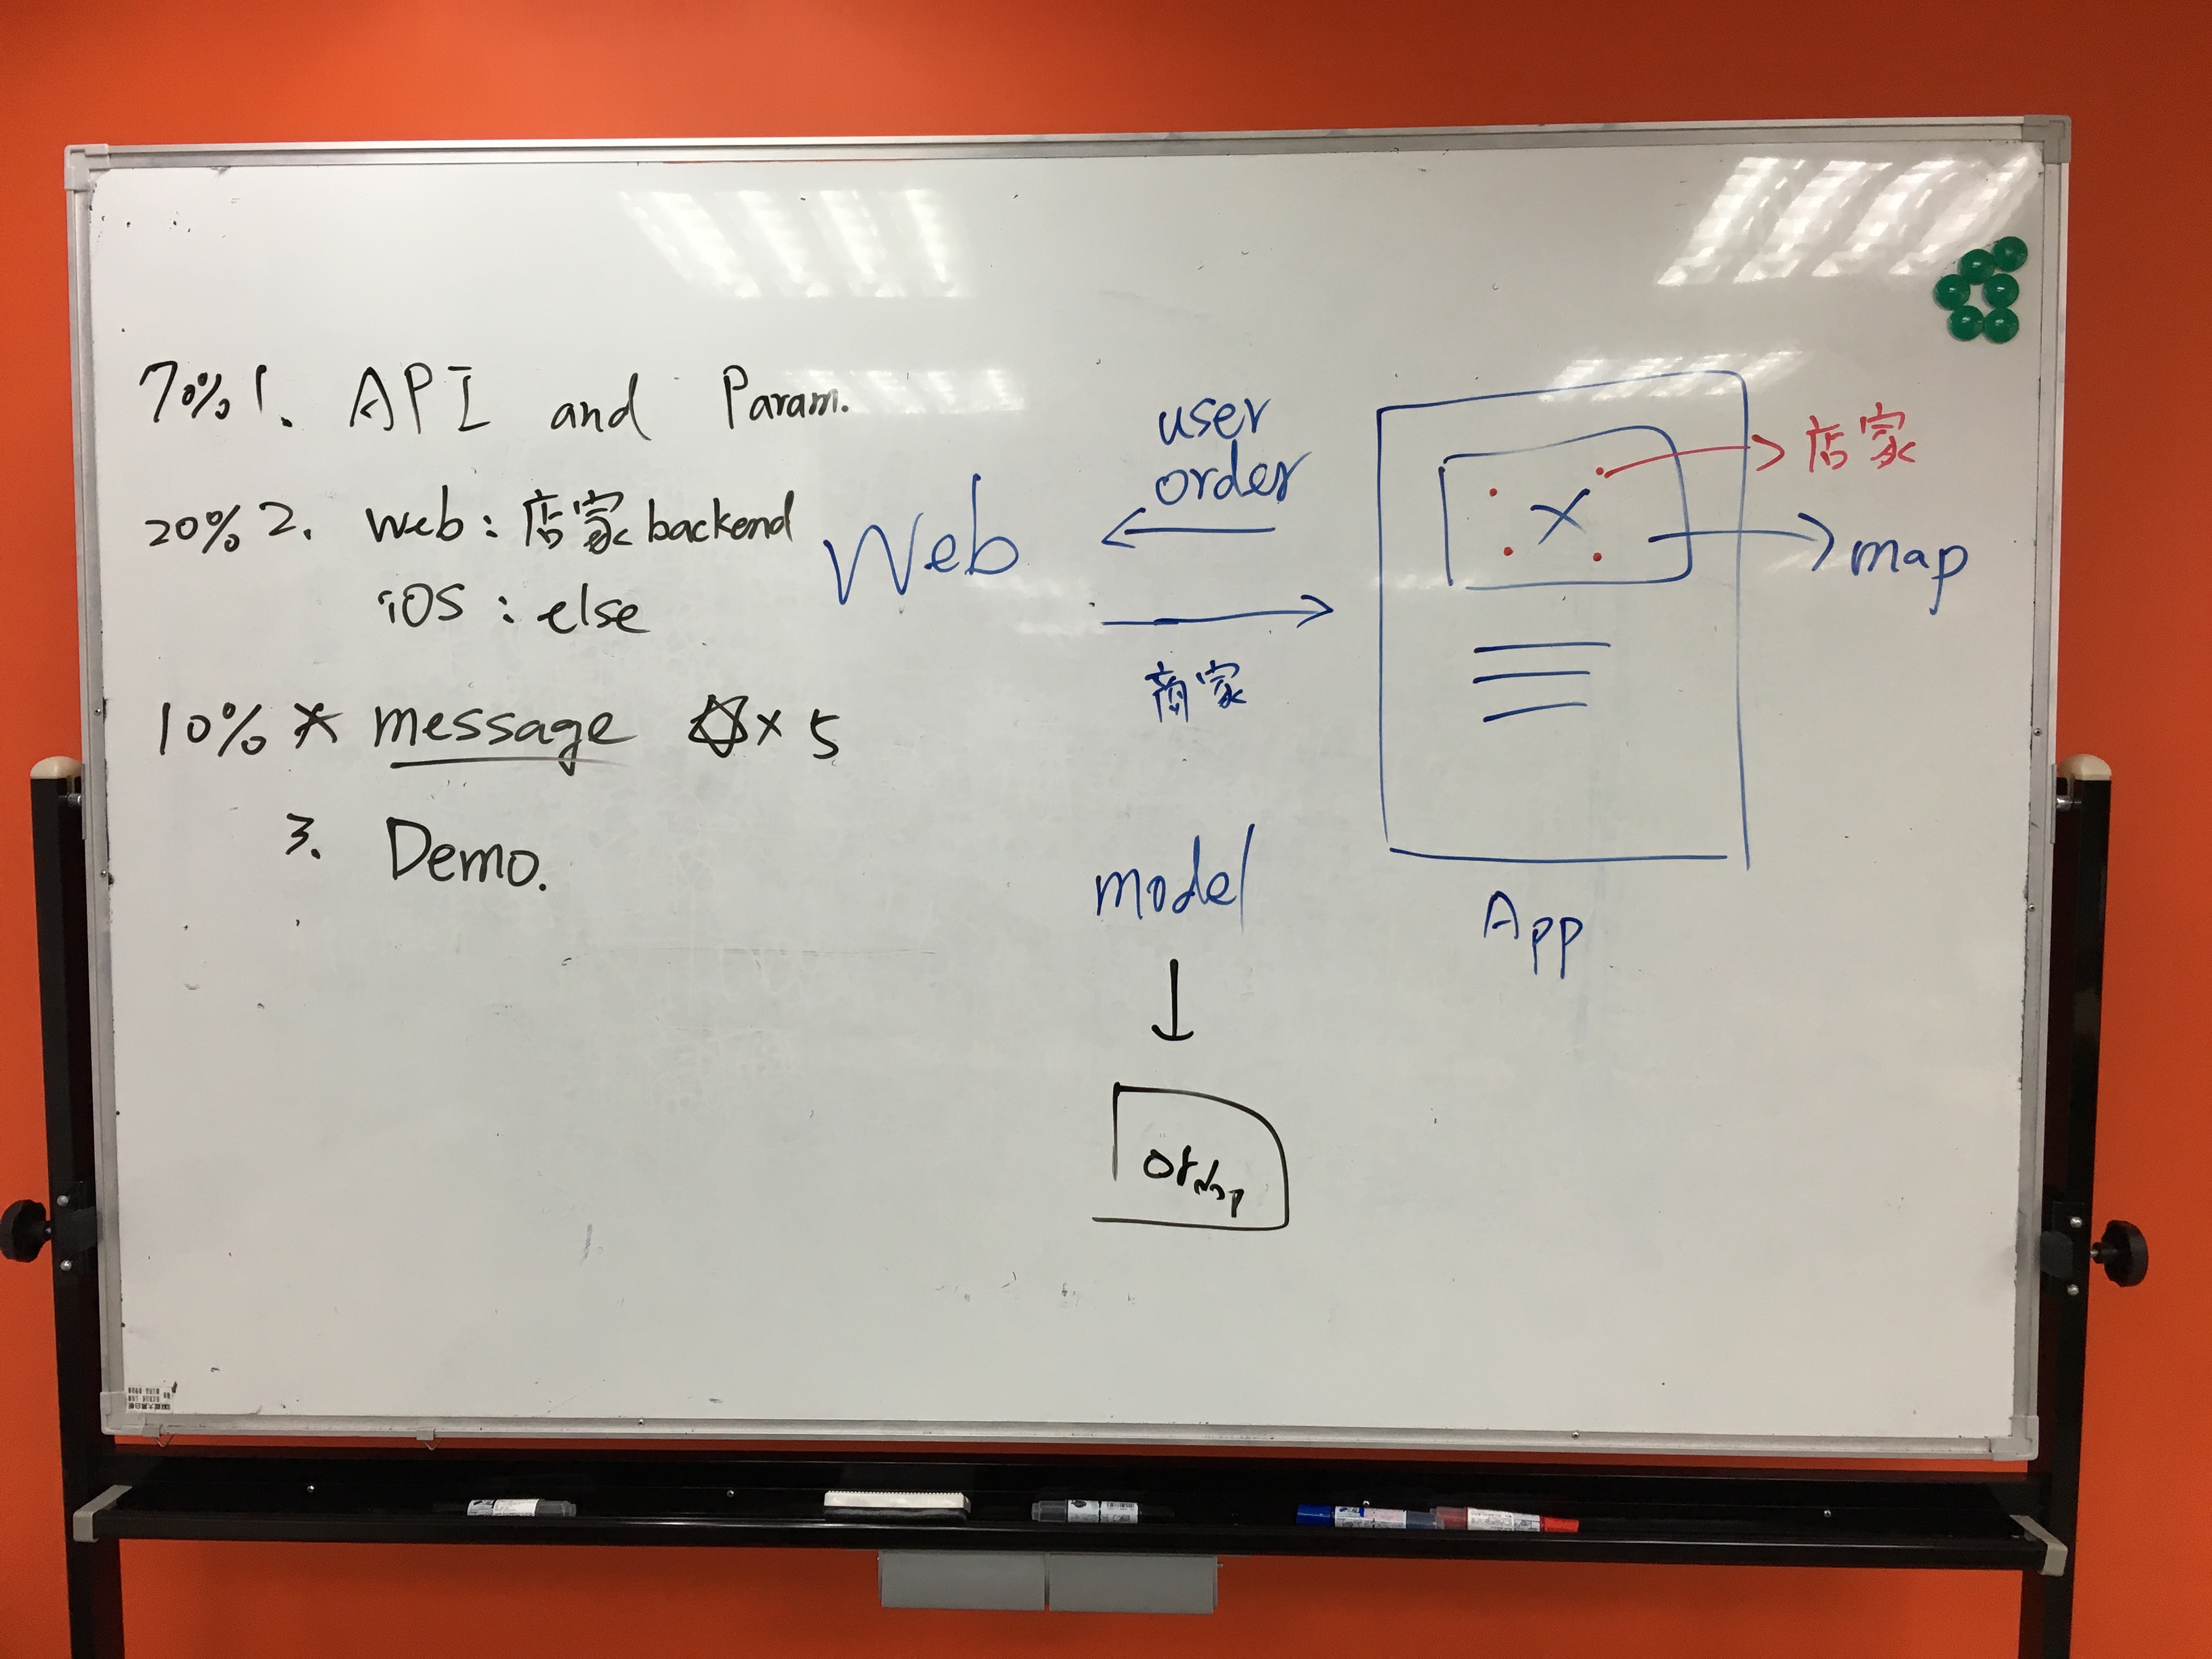 70% 1. API and Param.
20% 2. Web : 店家 backend
iOS : else
10% * message ☆ × 5
3. Demo.
Web
user
order
商家
店家
map
App
model